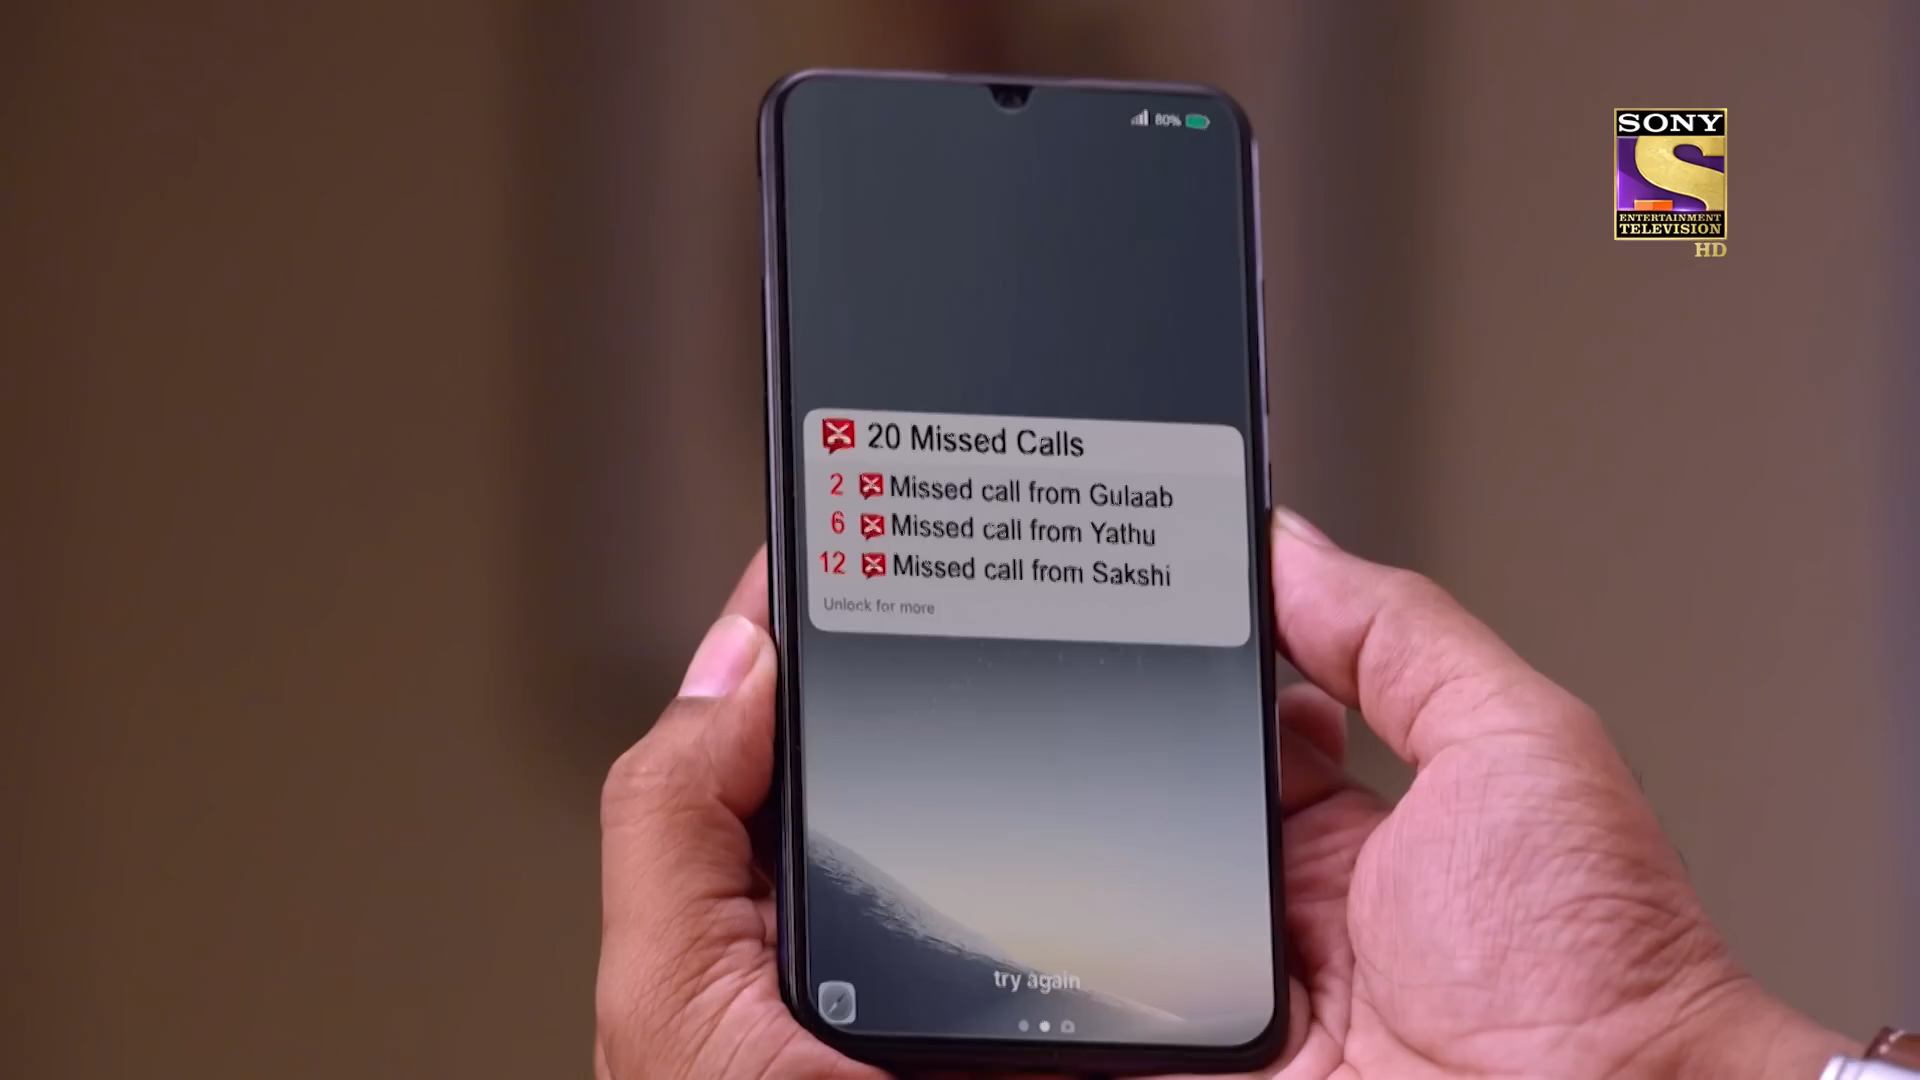 80%
SONY
ENTERTAINMENT
TELEVISION
HD
20 Missed Calls
2 Missed call from Gulaab
6 Missed call from Yathu
12 Missed call from Sakshi
Unlock for more
try again